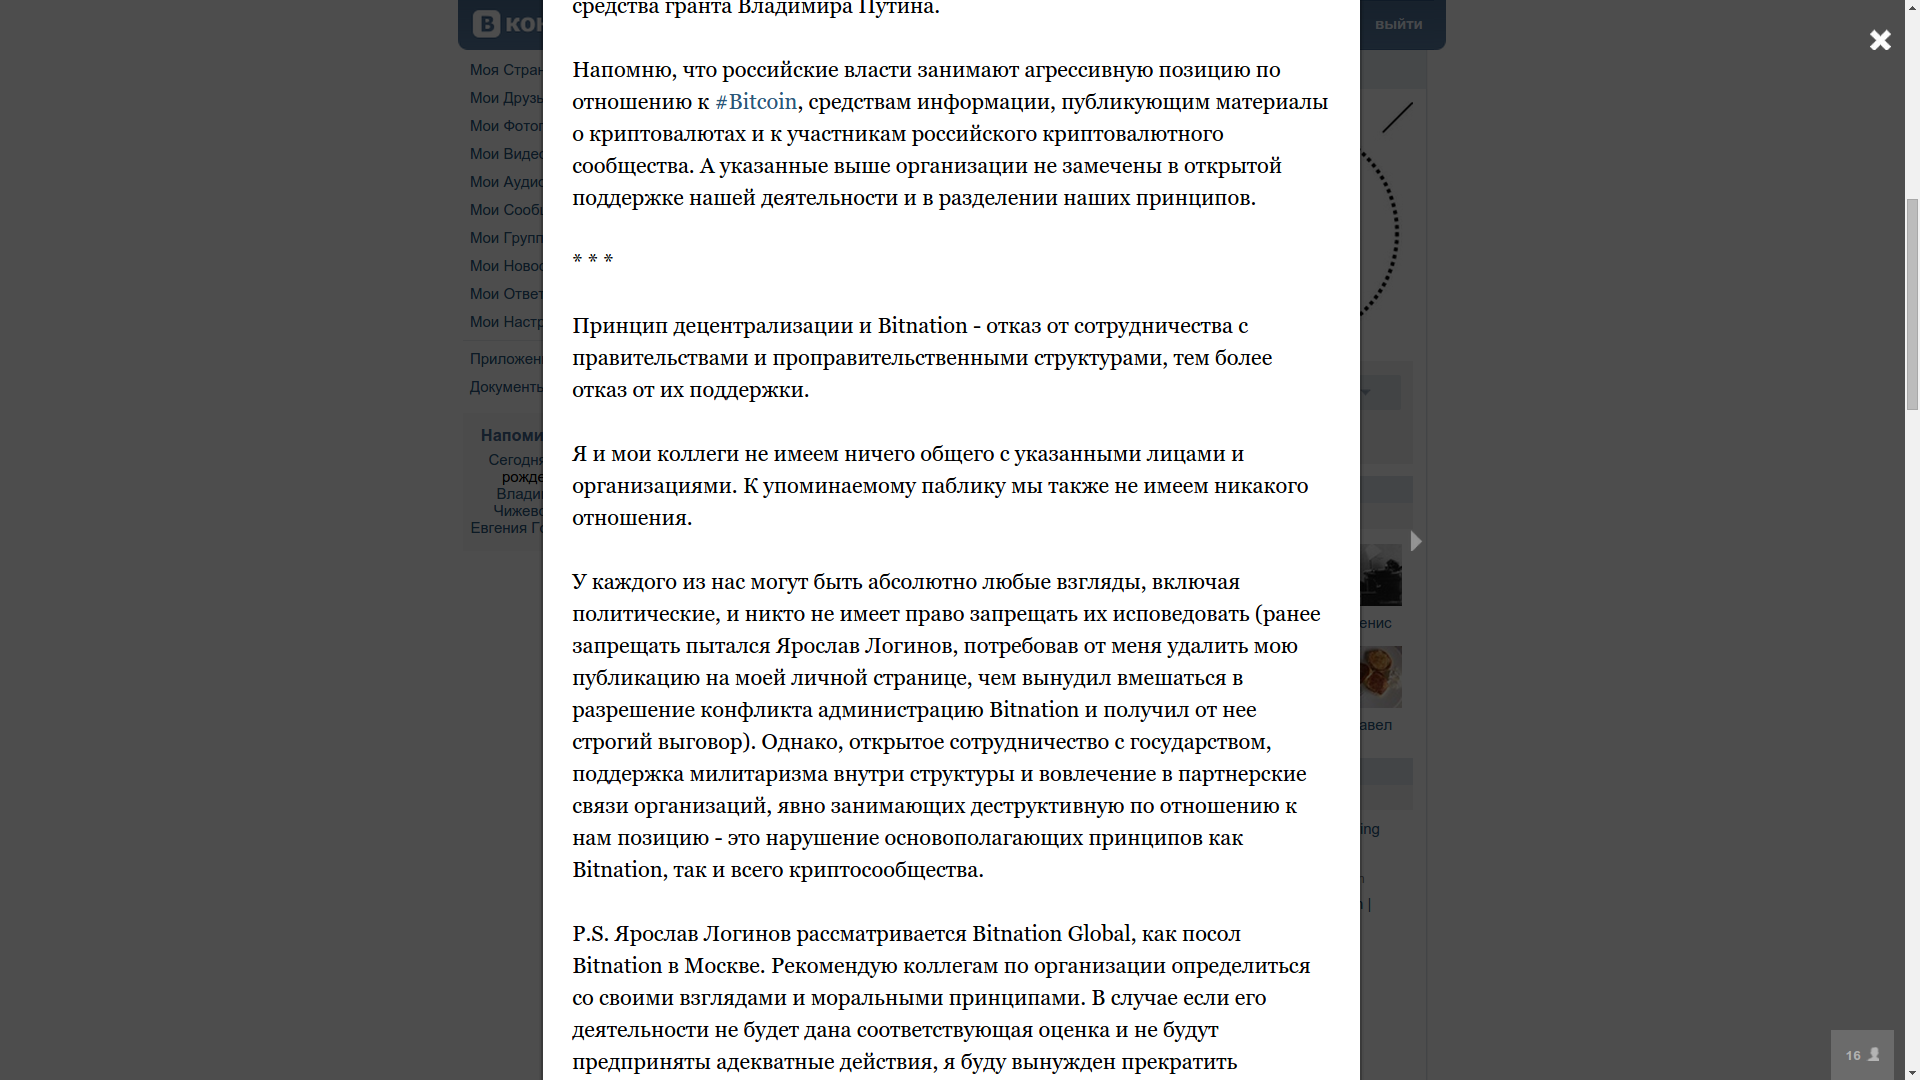 средства гранта Владимира Путина.
Напомню, что российские власти занимают агрессивную позицию по
отношению к #Bitcoin, средствам информации, публикующим материалы
о криптовалютах и к участникам российского криптовалютного
сообщества. А указанные выше организации не замечены в открытой
поддержке нашей деятельности и в разделении наших принципов.
* * *
Принцип децентрализации и Bitnation - отказ от сотрудничества с
правительствами и проправительственными структурами, тем более
отказ от их поддержки.
Я и мои коллеги не имеем ничего общего с указанными лицами и
организациями. К упоминаемому паблику мы также не имеем никакого
отношения.
У каждого из нас могут быть абсолютно любые взгляды, включая
политические, и никто не имеет право запрещать их исповедовать (ранее
запрещать пытался Ярослав Логинов, потребовав от меня удалить мою
публикацию на моей личной странице, чем вынудил вмешаться в
разрешение конфликта администрацию Bitnation и получил от нее
строгий выговор). Однако, открытое сотрудничество с государством,
поддержка милитаризма внутри структуры и вовлечение в партнерские
связи организаций, явно занимающих деструктивную по отношению к
нам позицию - это нарушение основополагающих принципов как
Bitnation, так и всего криптосообщества.
P.S. Ярослав Логинов рассматривается Bitnation Global, как посол
Bitnation в Москве. Рекомендую коллегам по организации определиться
со своими взглядами и моральными принципами. В случае если его
деятельности не будет дана соответствующая оценка и не будут
предприняты адекватные действия, я буду вынужден прекратить
В кон
Моя Стран
Мои Друзь
Мои Фотог
Мои Видео
Мои Аудио
Мои Сооб
Мои Групп
Мои Новос
Мои Ответ
Мои Настр
Приложен
Документы
Напоми
Сегодня
рожде
Влади
Чижево
Евгения Го
выйти
енис
авел
ing
16